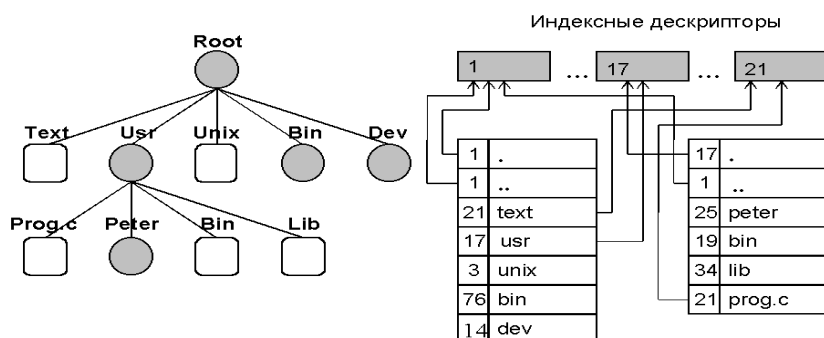 Индексные дескрипторы
Root
Text Usr Unix Bin Dev
Prog.c Peter Bin Lib
1 ... 17 ... 21
1 .
1 ..
21 text
17 usr
3 unix
76 bin
14 dev
17 .
1 ..
25 peter
19 bin
34 lib
21 prog.c